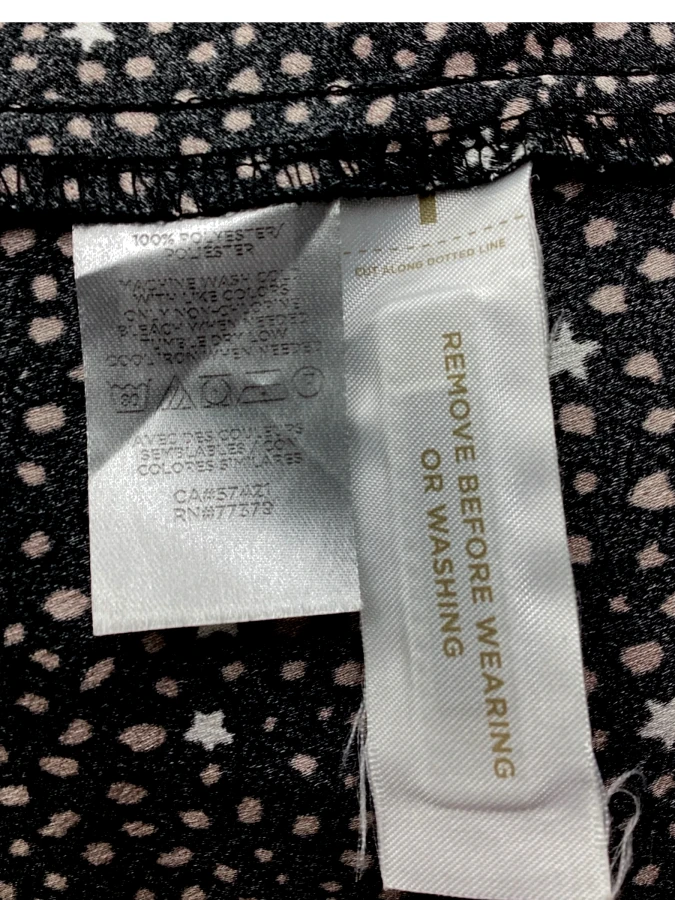 100% POLYESTER/
POLIESTER
MACHINE WASH COLD
WITH LIKE COLORS
ONLY NON-CHLORINE
BLEACH WHEN NEEDED
TUMBLE DRY LOW
COOL IRON WHEN NEEDED
AVEC DES COULEURS
SEMBLABLES / CON
COLORES SIMILARES
CA#57421
RN#77373
CUT ALONG DOTTED LINE
REMOVE BEFORE WEARING
OR WASHING